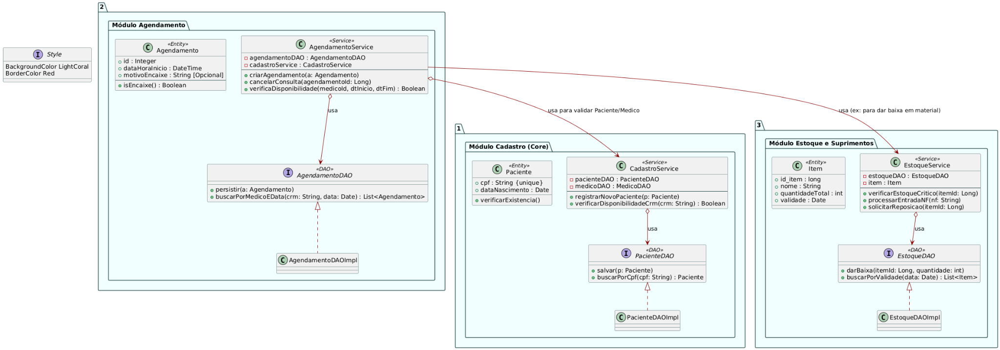 I Style
BackgroundColor LightCoral
BorderColor Red
2
Módulo Agendamento
C «Entity»
Agendamento
id : Integer
dataHoraInicio : DateTime
motivoEncaixe : String [Opcional]
isEncaixe() : Boolean
C «Service»
AgendamentoService
agendamentoDAO : AgendamentoDAO
cadastroService : CadastroService
criarAgendamento(a: Agendamento)
cancelarConsulta(agendamentoId: Long)
verificaDisponibilidade(medicoId, dtInicio, dtFim) : Boolean
usa
I «DAO»
AgendamentoDAO
persistir(a: Agendamento)
buscarPorMedicoEData(crm: String, data: Date) : List<Agendamento>
C AgendamentoDAOImpl
usa para validar Paciente/Medico
usa (ex: para dar baixa em material)
1
Módulo Cadastro (Core)
C «Entity»
Paciente
cpf : String {unique}
dataNascimento : Date
verificarExistencia()
C «Service»
CadastroService
pacienteDAO : PacienteDAO
medicoDAO : MedicoDAO
registrarNovoPaciente(p: Paciente)
verificarDisponibilidadeCrm(crm: String) : Boolean
usa
I «DAO»
PacienteDAO
salvar(p: Paciente)
buscarPorCpf(cpf: String) : Paciente
C PacienteDAOImpl
3
Módulo Estoque e Suprimentos
C «Entity»
Item
id_item : long
nome : String
quantidadeTotal : int
validade : Date
C «Service»
EstoqueService
estoqueDAO : EstoqueDAO
item : Item
verificarEstoqueCritico(itemId: Long)
processarEntradaNF(nf: String)
solicitarReposicao(itemId: Long)
usa
I «DAO»
EstoqueDAO
darBaixa(itemId: Long, quantidade: int)
buscarPorValidade(data: Date) : List<Item>
C EstoqueDAOImpl